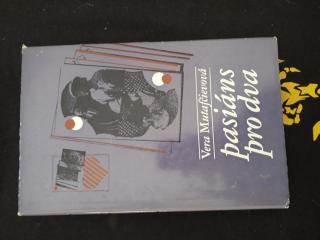 Vera Mutafčievová
pasiáns
pro dva